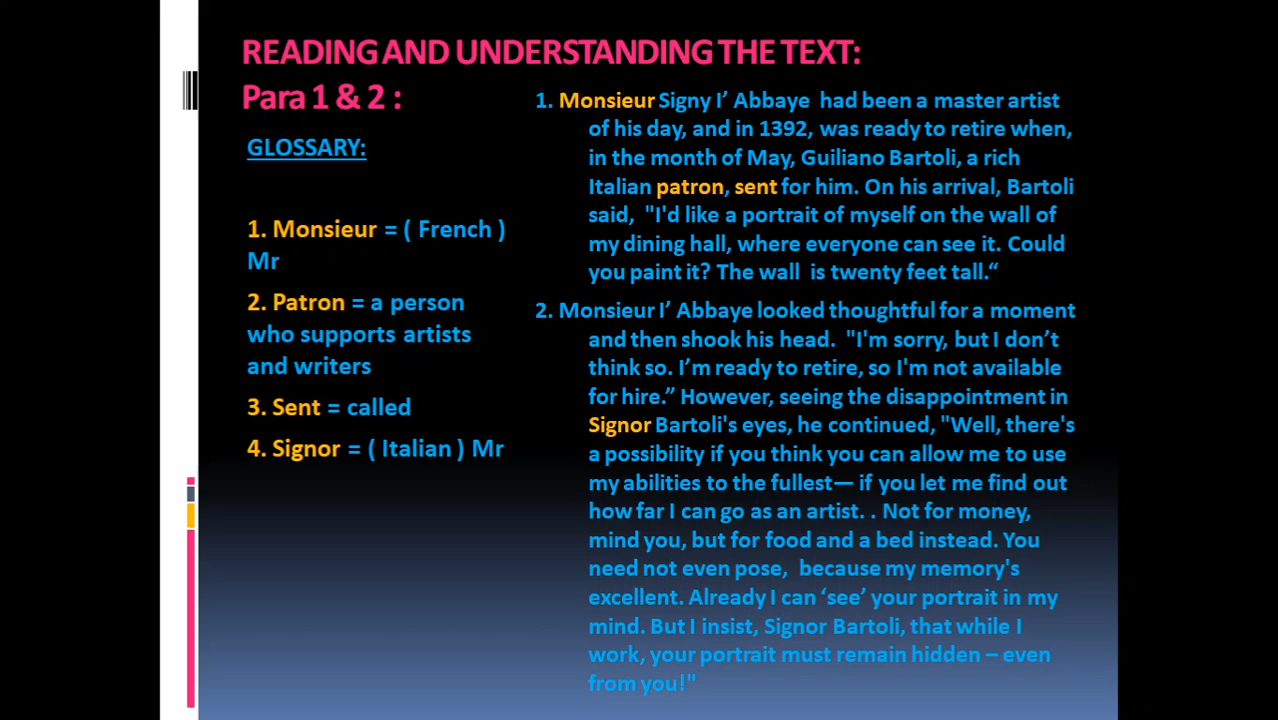 READING AND UNDERSTANDING THE TEXT:
Para 1 & 2 :
GLOSSARY:
1. Monsieur = ( French )
Mr
2. Patron = a person
who supports artists
and writers
3. Sent = called
4. Signor = ( Italian ) Mr
1. Monsieur Signy I’ Abbaye had been a master artist
of his day, and in 1392, was ready to retire when,
in the month of May, Guiliano Bartoli, a rich
Italian patron, sent for him. On his arrival, Bartoli
said, "I'd like a portrait of myself on the wall of
my dining hall, where everyone can see it. Could
you paint it? The wall is twenty feet tall.“
2. Monsieur I’ Abbaye looked thoughtful for a moment
and then shook his head. "I'm sorry, but I don’t
think so. I’m ready to retire, so I'm not available
for hire.” However, seeing the disappointment in
Signor Bartoli's eyes, he continued, "Well, there's
a possibility if you think you can allow me to use
my abilities to the fullest— if you let me find out
how far I can go as an artist. . Not for money,
mind you, but for food and a bed instead. You
need not even pose, because my memory's
excellent. Already I can ‘see’ your portrait in my
mind. But I insist, Signor Bartoli, that while I
work, your portrait must remain hidden – even
from you!"